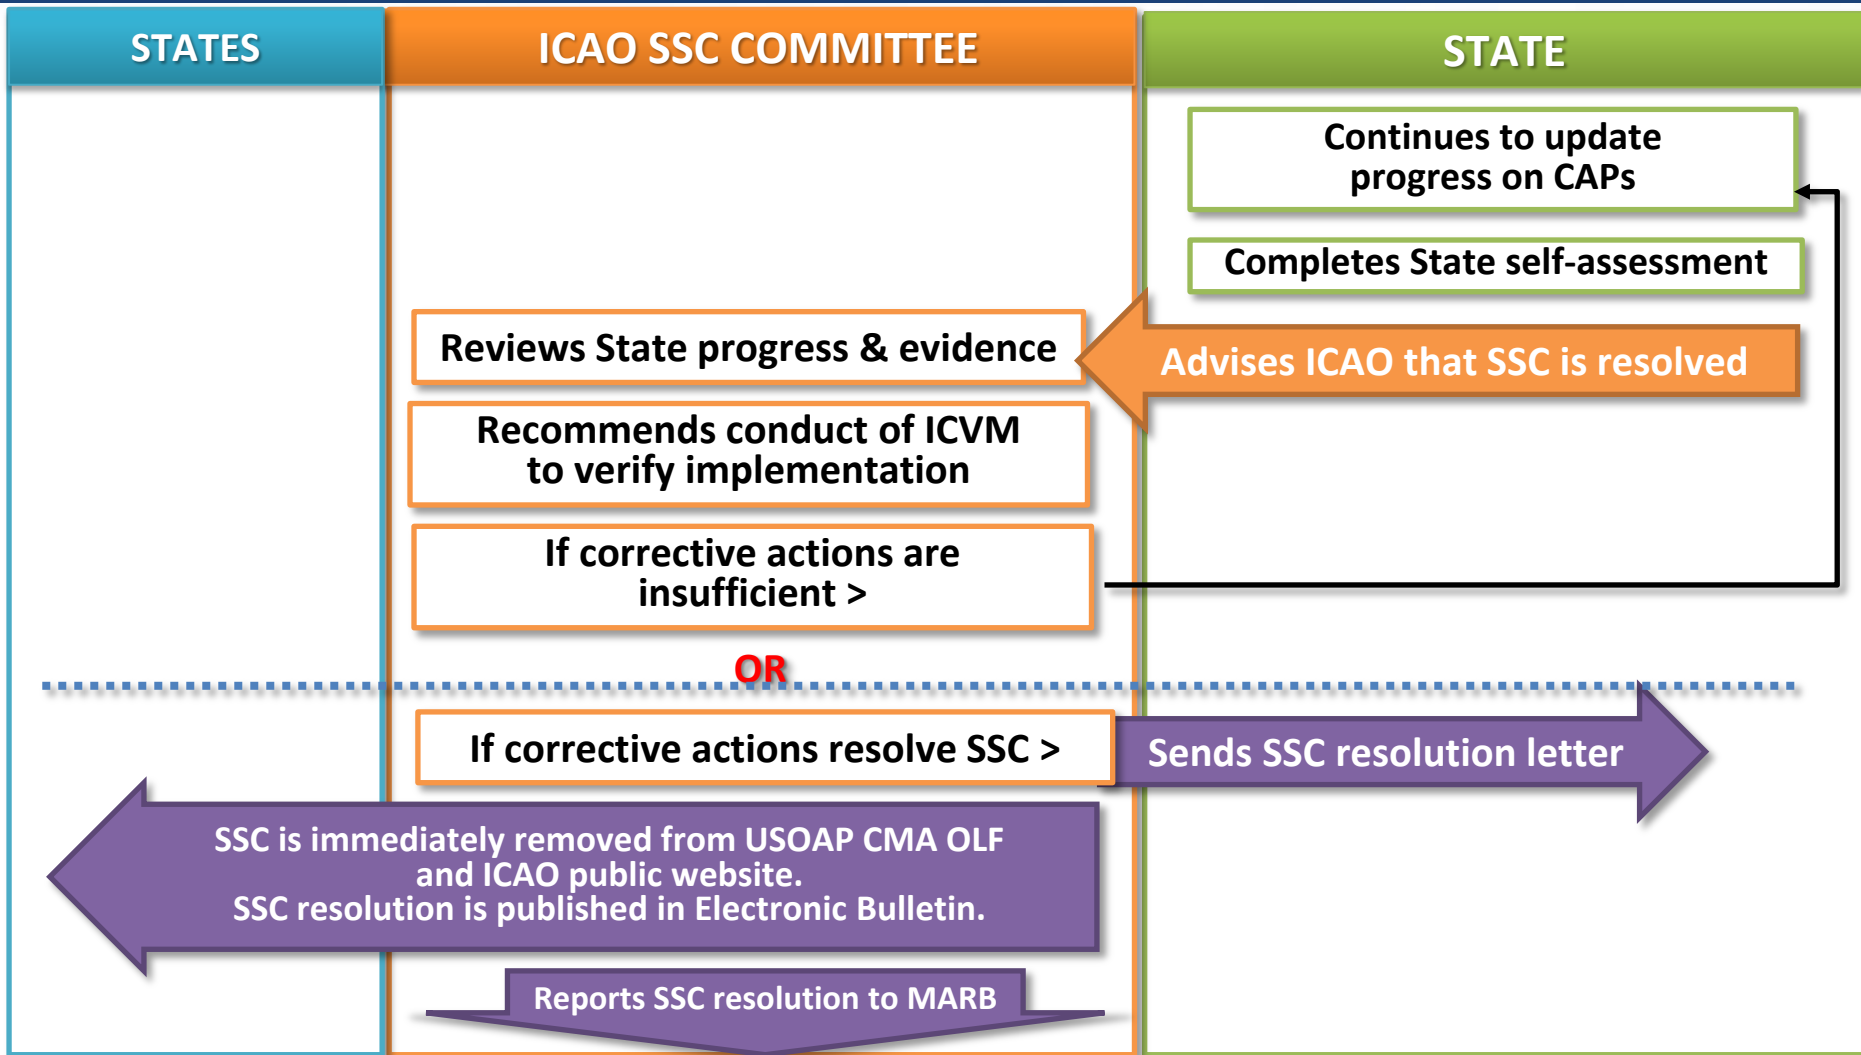 STATES
ICAO SSC COMMITTEE
STATE
Continues to update
progress on CAPs
Completes State self-assessment
Reviews State progress & evidence
Advises ICAO that SSC is resolved
Recommends conduct of ICVM
to verify implementation
If corrective actions are
insufficient >
OR
If corrective actions resolve SSC >
Sends SSC resolution letter
SSC is immediately removed from USOAP CMA OLF
and ICAO public website.
SSC resolution is published in Electronic Bulletin.
Reports SSC resolution to MARB